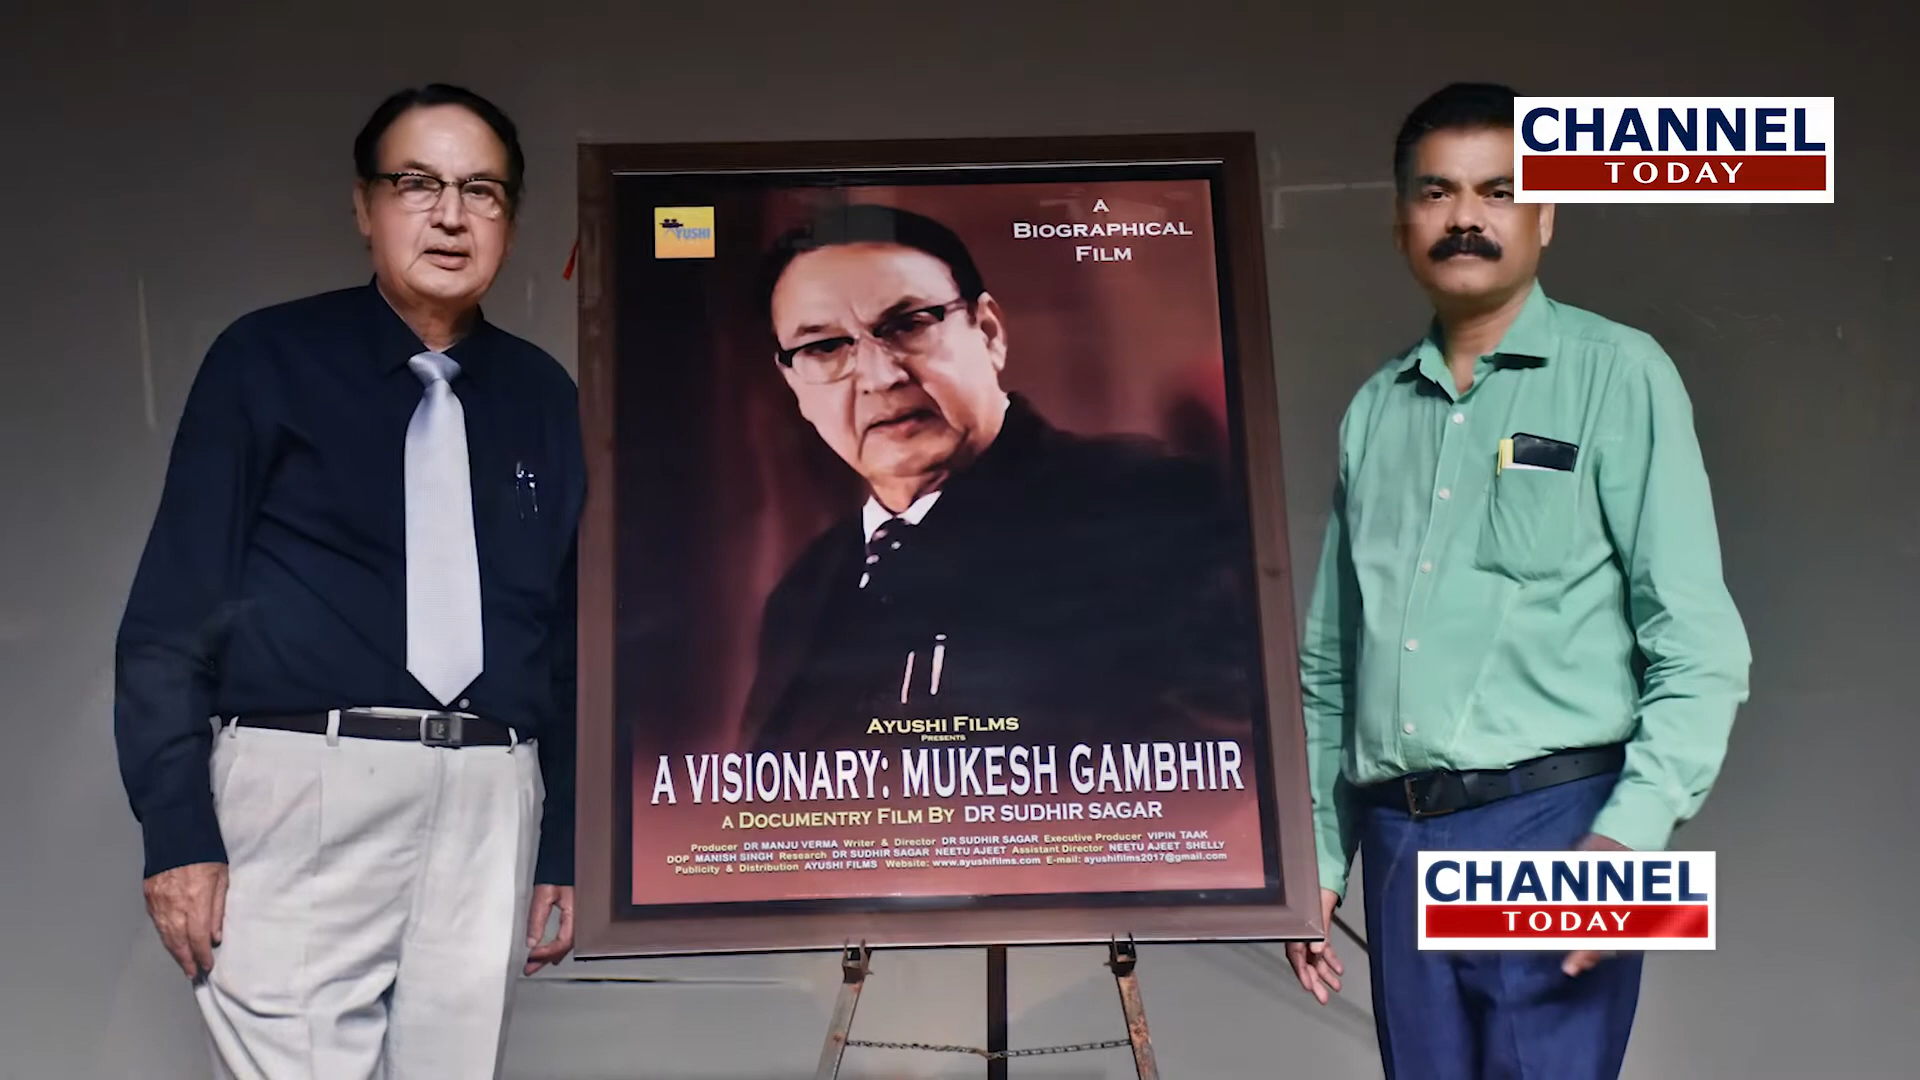 CHANNEL
TODAY
YUSHI
A
BIOGRAPHICAL
FILM
AYUSHI FILMS
PRESENTS
A VISIONARY: MUKESH GAMBHIR
A DOCUMENTRY FILM BY DR SUDHIR SAGAR
Producer DR MANJU VERMA Writer & Director DR SUDHIR SAGAR Executive Producer VIPIN TAAK
DOP MANISH SINGH Research DR SUDHIR SAGAR NEETU AJEET Assistant Director NEETU AJEET SHELLY
Publicity & Distribution AYUSHI FILMS Website: www.ayushifilms.com E-mail: ayushifilms2017@gmail.com
CHANNEL
TODAY